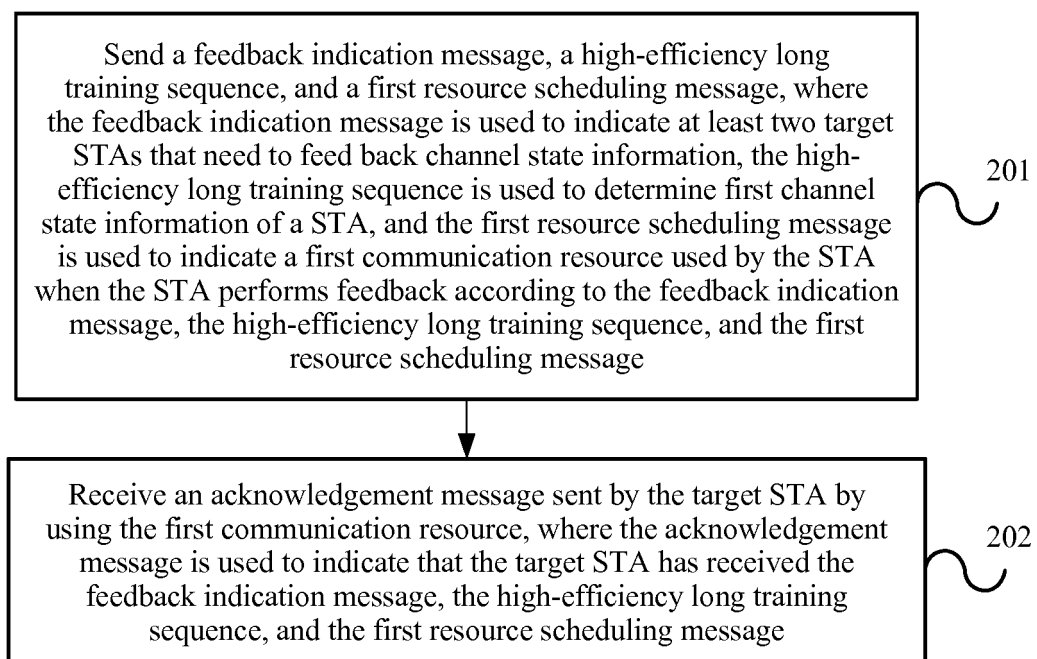 Send a feedback indication message, a high-efficiency long
training sequence, and a first resource scheduling message, where
the feedback indication message is used to indicate at least two target
STAs that need to feed back channel state information, the high-
efficiency long training sequence is used to determine first channel
state information of a STA, and the first resource scheduling message
is used to indicate a first communication resource used by the STA
when the STA performs feedback according to the feedback indication
message, the high-efficiency long training sequence, and the first
resource scheduling message
201
Receive an acknowledgement message sent by the target STA by
using the first communication resource, where the acknowledgement
message is used to indicate that the target STA has received the
feedback indication message, the high-efficiency long training
sequence, and the first resource scheduling message
202